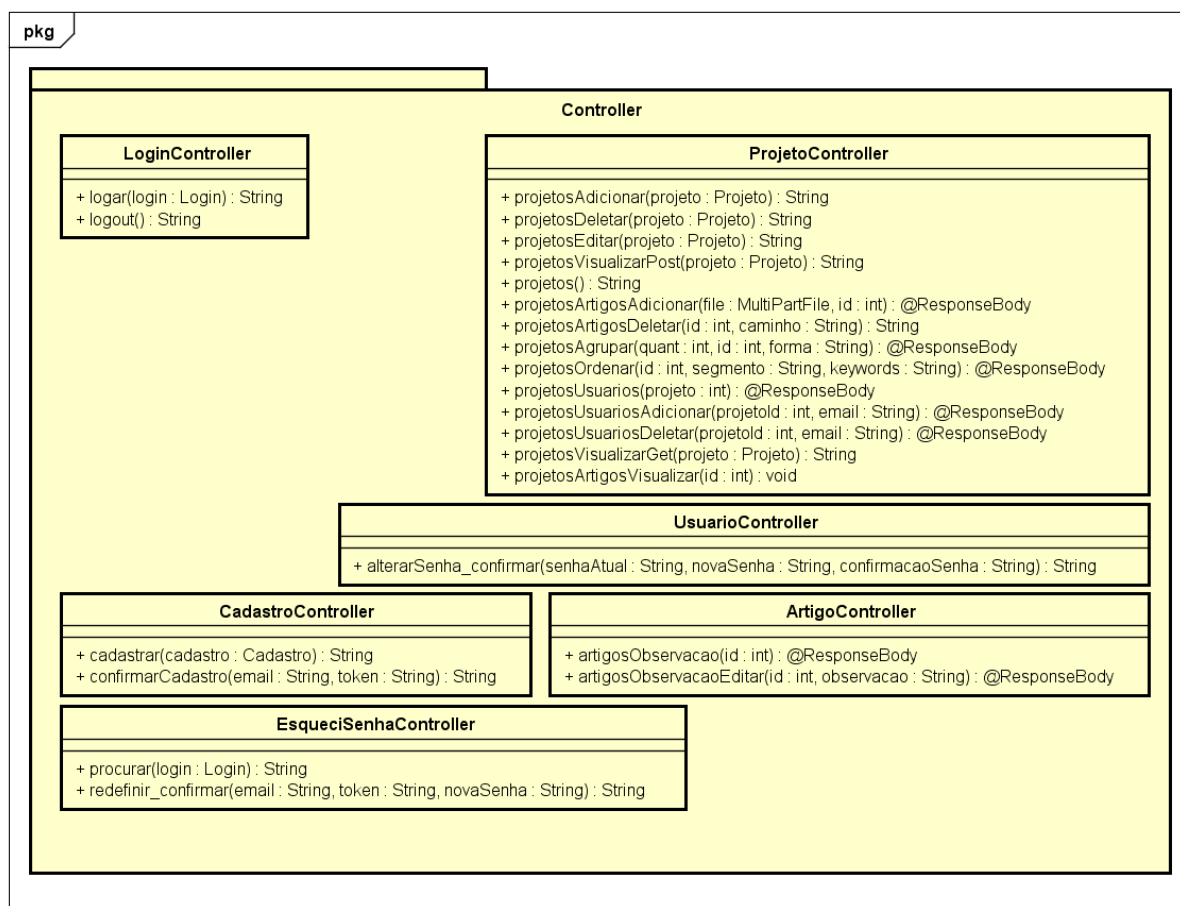 pkg
Controller
LoginController
+ logar(login : Login) : String
+ logout() : String
ProjetoController
+ projetosAdicionar(projeto : Projeto) : String
+ projetosDeletar(projeto : Projeto) : String
+ projetosEditar(projeto : Projeto) : String
+ projetosVisualizarPost(projeto : Projeto) : String
+ projetos() : String
+ projetosArtigosAdicionar(file : MultiPartFile, id : int) : @ResponseBody
+ projetosArtigosDeletar(id : int, caminho : String) : String
+ projetosAgrupar(quant : int, id : int, forma : String) : @ResponseBody
+ projetosOrdenar(id : int, segmento : String, keywords : String) : @ResponseBody
+ projetosUsuarios(projeto : int) : @ResponseBody
+ projetosUsuariosAdicionar(projetoId : int, email : String) : @ResponseBody
+ projetosUsuariosDeletar(projetoId : int, email : String) : @ResponseBody
+ projetosVisualizarGet(projeto : Projeto) : String
+ projetosArtigosVisualizar(id : int) : void
UsuarioController
+ alterarSenha_confirmar(senhaAtual : String, novaSenha : String, confirmacaoSenha : String) : String
CadastroController
+ cadastrar(cadastro : Cadastro) : String
+ confirmarCadastro(email : String, token : String) : String
ArtigoController
+ artigosObservacao(id : int) : @ResponseBody
+ artigosObservacaoEditar(id : int, observacao : String) : @ResponseBody
EsqueciSenhaController
+ procurar(login : Login) : String
+ redefinir_confirmar(email : String, token : String, novaSenha : String) : String